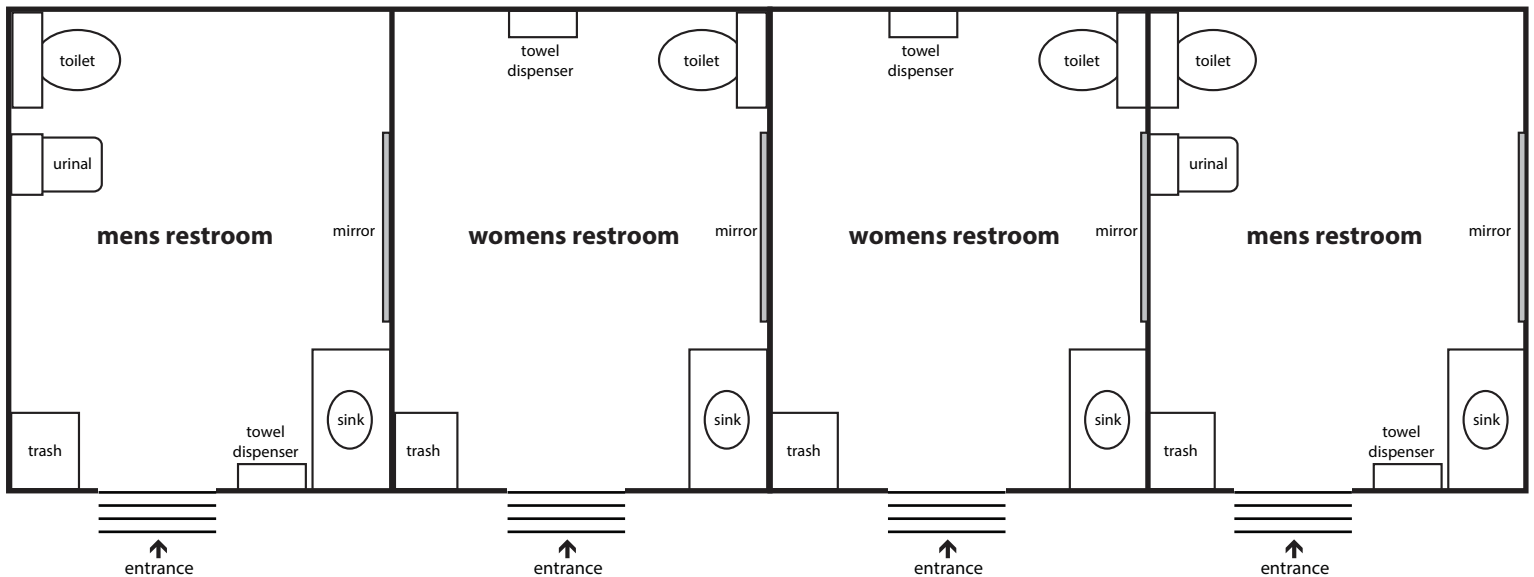 toilet
urinal
mens restroom
mirror
trash
towel
dispenser
sink
entrance
towel
dispenser
toilet
womens restroom
mirror
trash
sink
entrance
towel
dispenser
toilet
womens restroom
mirror
trash
sink
entrance
toilet
urinal
mens restroom
mirror
trash
towel
dispenser
sink
entrance